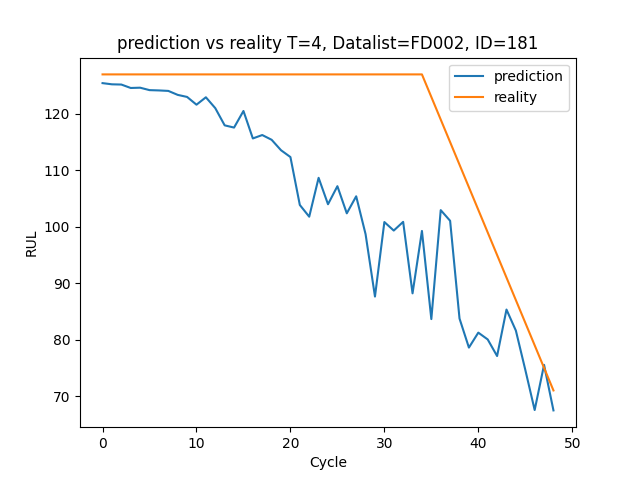 prediction vs reality T=4, Datalist=FD002, ID=181
prediction
reality
RUL
120
110
100
90
80
70
0 10 20 30 40 50
Cycle